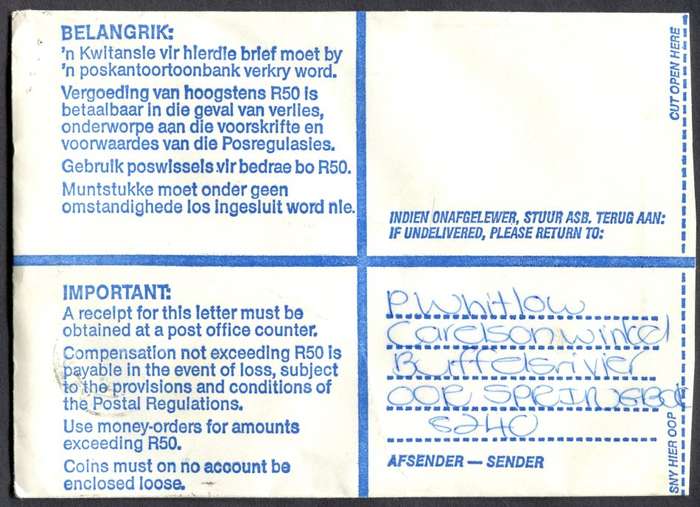 BELANGRIK:
'n Kwitansie vir hierdie brief moet by
'n poskantoortoonbank verkry word.
Vergoeding van hoogstens R50 is
betaalbaar in die geval van verlies,
onderworpe aan die voorskrifte en
voorwaardes van die Posregulasies.
Gebruik poswissels vir bedrae bo R50.
Muntstukke moet onder geen
omstandighede los ingesluit word nie.
CUT OPEN HERE
INDIEN ONAFGELEWER, STUUR ASB. TERUG AAN:
IF UNDELIVERED, PLEASE RETURN TO:
IMPORTANT:
A receipt for this letter must be
obtained at a post office counter.
Compensation not exceeding R50 is
payable in the event of loss, subject
to the provisions and conditions of
the Postal Regulations.
Use money-orders for amounts
exceeding R50.
Coins must on no account be
enclosed loose.
P. Whitlow
Carelson winkel
Buffelsrivier
OOR SPRINGBOK
8240
AFSENDER — SENDER
SNY HIER OOP